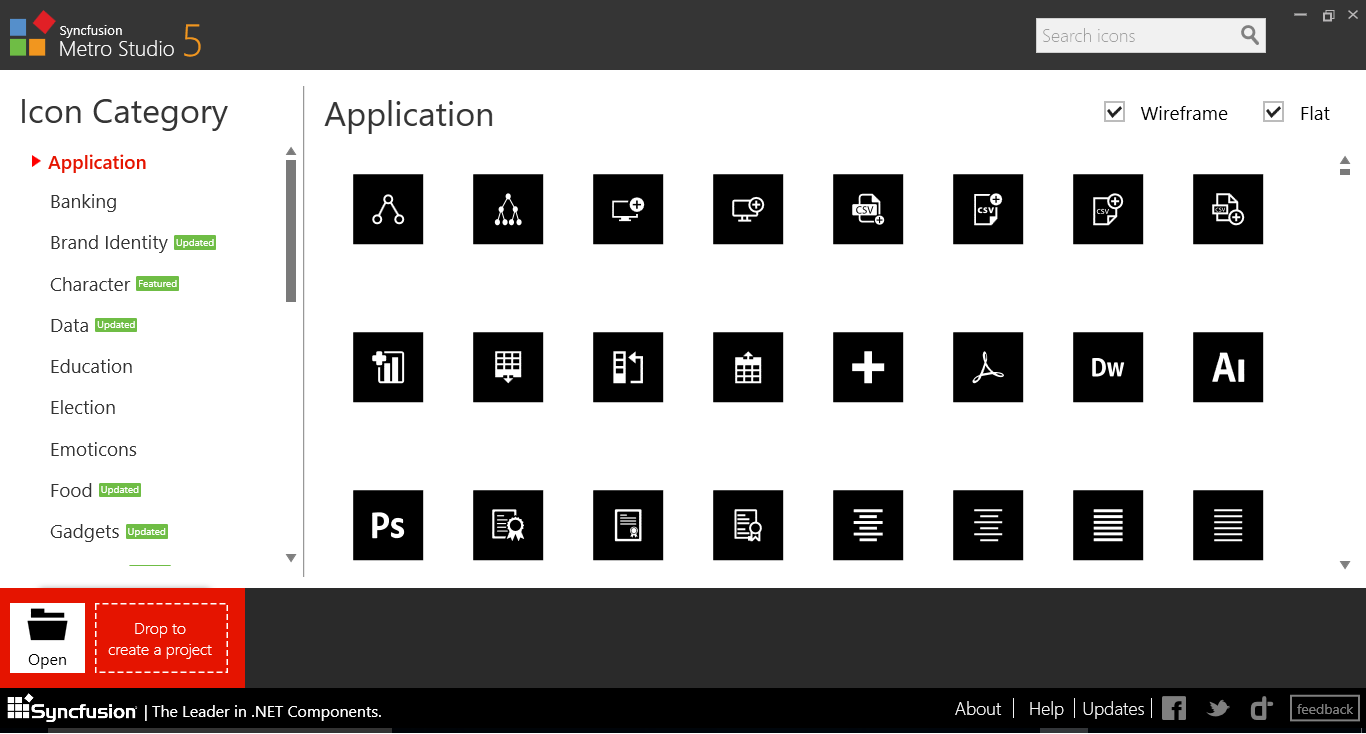 Syncfusion
Metro Studio 5
Search icons
Icon Category
Application
Banking
Brand Identity Updated
Character Featured
Data Updated
Education
Election
Emoticons
Food Updated
Gadgets Updated
Application
Wireframe
Flat
CSV
CSV
CSV
CSV
Dw
Ai
Ps
Open
Drop to
create a project
Syncfusion | The Leader in .NET Components.
About | Help | Updates |
feedback